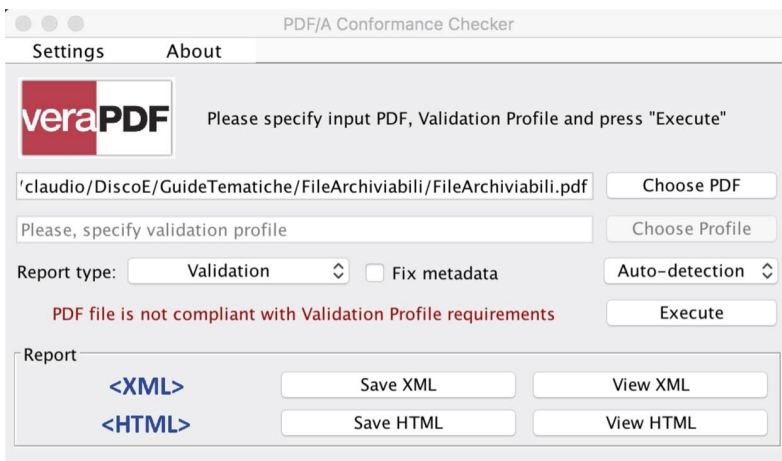 PDF/A Conformance Checker
Settings About
veraPDF Please specify input PDF, Validation Profile and press "Execute"
'claudio/DiscoE/GuideTematiche/FileArchiviabili/FileArchiviabili.pdf Choose PDF
Please, specify validation profile Choose Profile
Report type: Validation Fix metadata Auto-detection
PDF file is not compliant with Validation Profile requirements Execute
Report
<XML> Save XML View XML
<HTML> Save HTML View HTML